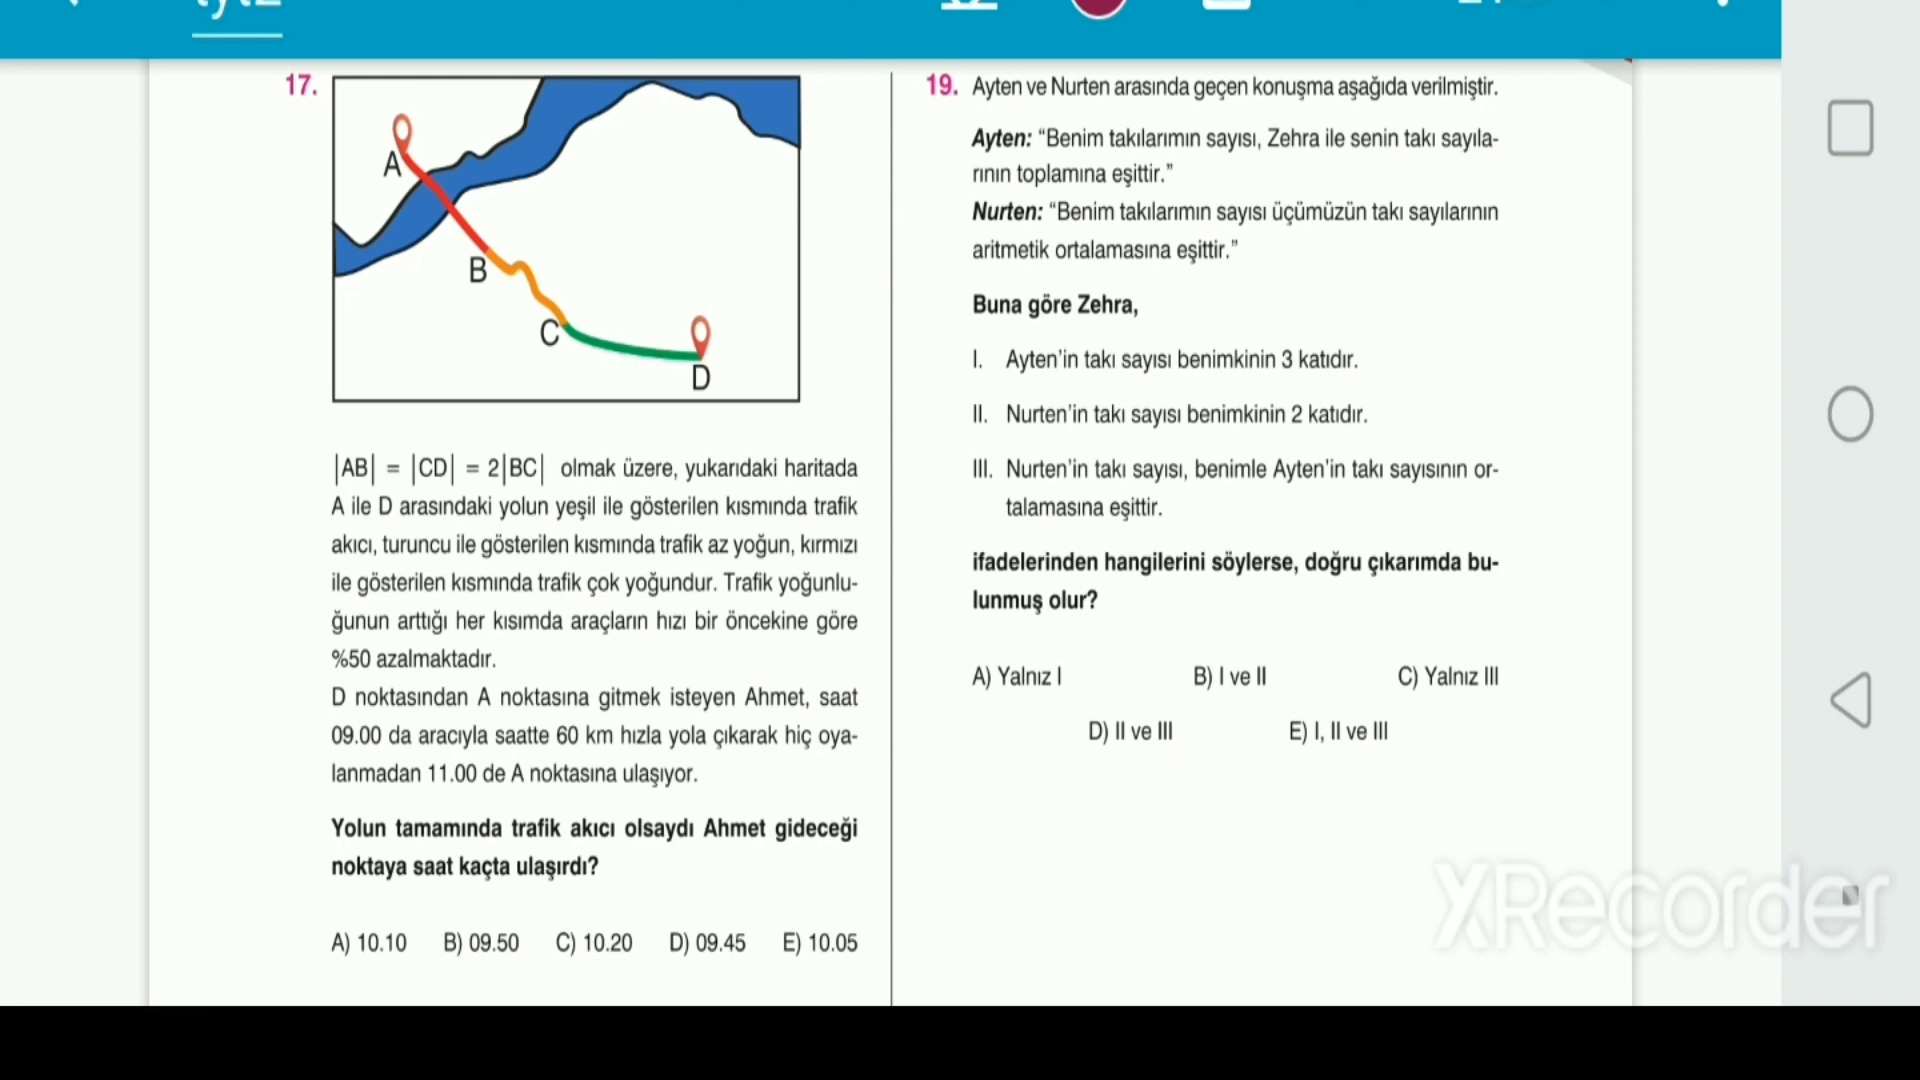 17.
A
B
C
D
|AB| = |CD| = 2|BC| olmak üzere, yukarıdaki haritada
A ile D arasındaki yolun yeşil ile gösterilen kısmında trafik
akıcı, turuncu ile gösterilen kısmında trafik az yoğun, kırmızı
ile gösterilen kısmında trafik çok yoğundur. Trafik yoğunlu-
ğunun arttığı her kısımda araçların hızı bir öncekine göre
%50 azalmaktadır.
D noktasından A noktasına gitmek isteyen Ahmet, saat
09.00 da aracıyla saatte 60 km hızla yola çıkarak hiç oya-
lanmadan 11.00 de A noktasına ulaşıyor.
Yolun tamamında trafik akıcı olsaydı Ahmet gideceği
noktaya saat kaçta ulaşırdı?
A) 10.10 B) 09.50 C) 10.20 D) 09.45 E) 10.05
19. Ayten ve Nurten arasında geçen konuşma aşağıda verilmiştir.
Ayten: “Benim takılarımın sayısı, Zehra ile senin takı sayıla-
rının toplamına eşittir.”
Nurten: “Benim takılarımın sayısı üçümüzün takı sayılarının
aritmetik ortalamasına eşittir.”
Buna göre Zehra,
I. Ayten’in takı sayısı benimkinin 3 katıdır.
II. Nurten’in takı sayısı benimkinin 2 katıdır.
III. Nurten’in takı sayısı, benimle Ayten’in takı sayısının or-
talamasına eşittir.
ifadelerinden hangilerini söylerse, doğru çıkarımda bu-
lunmuş olur?
A) Yalnız I B) I ve II C) Yalnız III
D) II ve III E) I, II ve III
XRecorder